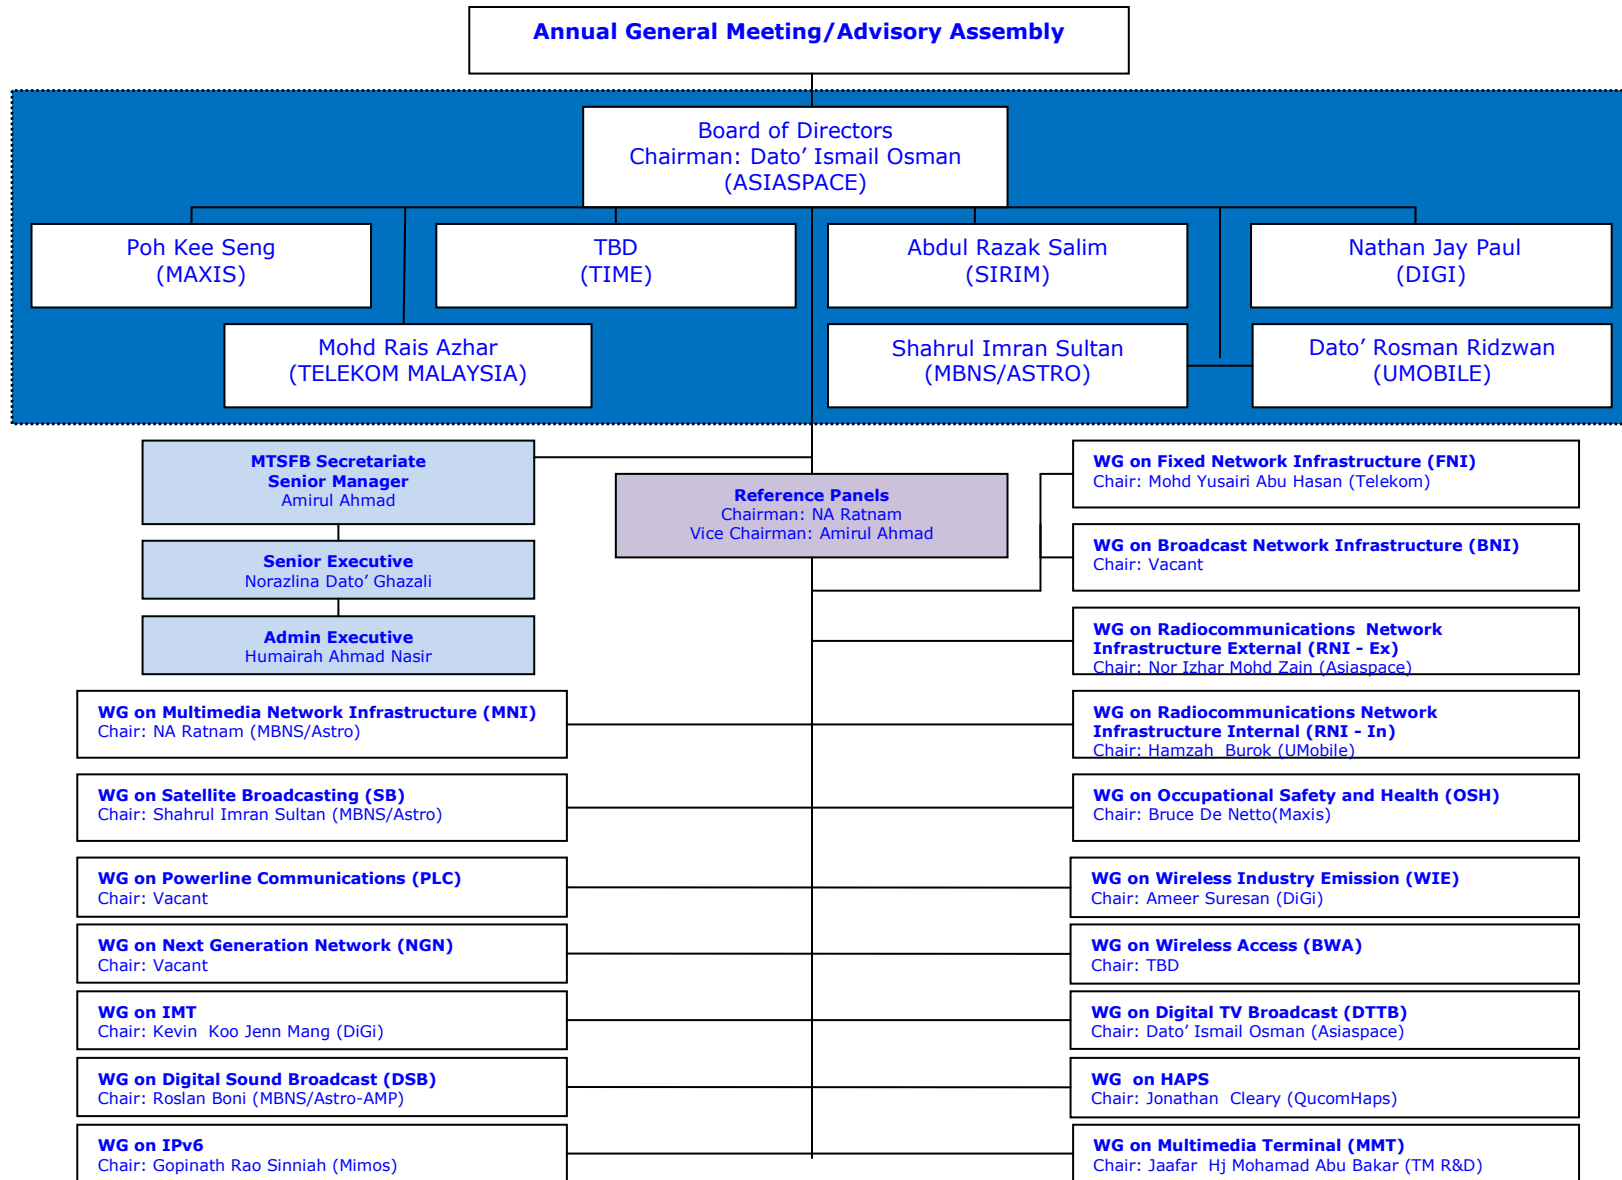 Annual General Meeting/Advisory Assembly
Board of Directors
Chairman: Dato’ Ismail Osman
(ASIASPACE)
Poh Kee Seng
(MAXIS)
TBD
(TIME)
Abdul Razak Salim
(SIRIM)
Nathan Jay Paul
(DIGI)
Mohd Rais Azhar
(TELEKOM MALAYSIA)
Shahrul Imran Sultan
(MBNS/ASTRO)
Dato’ Rosman Ridzwan
(UMOBILE)
MTSFB Secretariate
Senior Manager
Amirul Ahmad
Reference Panels
Chairman: NA Ratnam
Vice Chairman: Amirul Ahmad
WG on Fixed Network Infrastructure (FNI)
Chair: Mohd Yusairi Abu Hasan (Telekom)
Senior Executive
Norazlina Dato’ Ghazali
WG on Broadcast Network Infrastructure (BNI)
Chair: Vacant
Admin Executive
Humairah Ahmad Nasir
WG on Radiocommunications  Network
Infrastructure External (RNI - Ex)
Chair: Nor Izhar Mohd Zain (Asiaspace)
WG on Multimedia Network Infrastructure (MNI)
Chair: NA Ratnam (MBNS/Astro)
WG on Radiocommunications Network
Infrastructure Internal (RNI - In)
Chair: Hamzah  Burok (UMobile)
WG on Satellite Broadcasting (SB)
Chair: Shahrul Imran Sultan (MBNS/Astro)
WG on Occupational Safety and Health (OSH)
Chair: Bruce De Netto(Maxis)
WG on Powerline Communications (PLC)
Chair: Vacant
WG on Wireless Industry Emission (WIE)
Chair: Ameer Suresan (DiGi)
WG on Next Generation Network (NGN)
Chair: Vacant
WG on Wireless Access (BWA)
Chair: TBD
WG on IMT
Chair: Kevin  Koo Jenn Mang (DiGi)
WG on Digital TV Broadcast (DTTB)
Chair: Dato’ Ismail Osman (Asiaspace)
WG on Digital Sound Broadcast (DSB)
Chair: Roslan Boni (MBNS/Astro-AMP)
WG  on HAPS
Chair: Jonathan  Cleary (QucomHaps)
WG on IPv6
Chair: Gopinath Rao Sinniah (Mimos)
WG on Multimedia Terminal (MMT)
Chair: Jaafar  Hj Mohamad Abu Bakar (TM R&D)